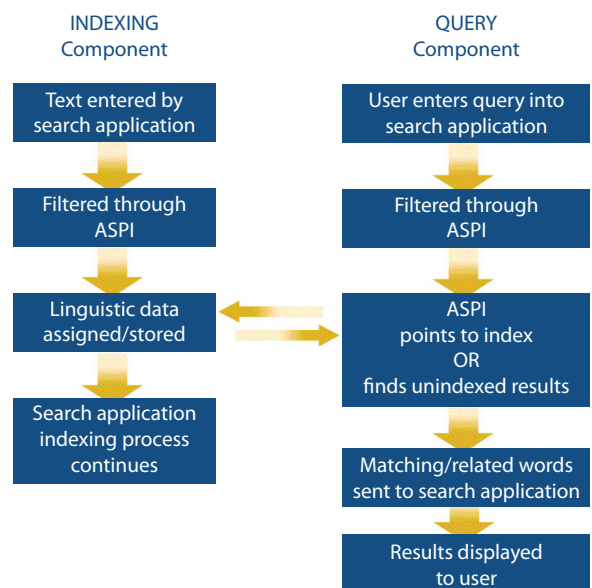 INDEXING
Component
Text entered by
search application
Filtered through
ASPI
Linguistic data
assigned/stored
Search application
indexing process
continues
QUERY
Component
User enters query into
search application
Filtered through
ASPI
ASPI
points to index
OR
finds unindexed results
Matching/related words
sent to search application
Results displayed
to user